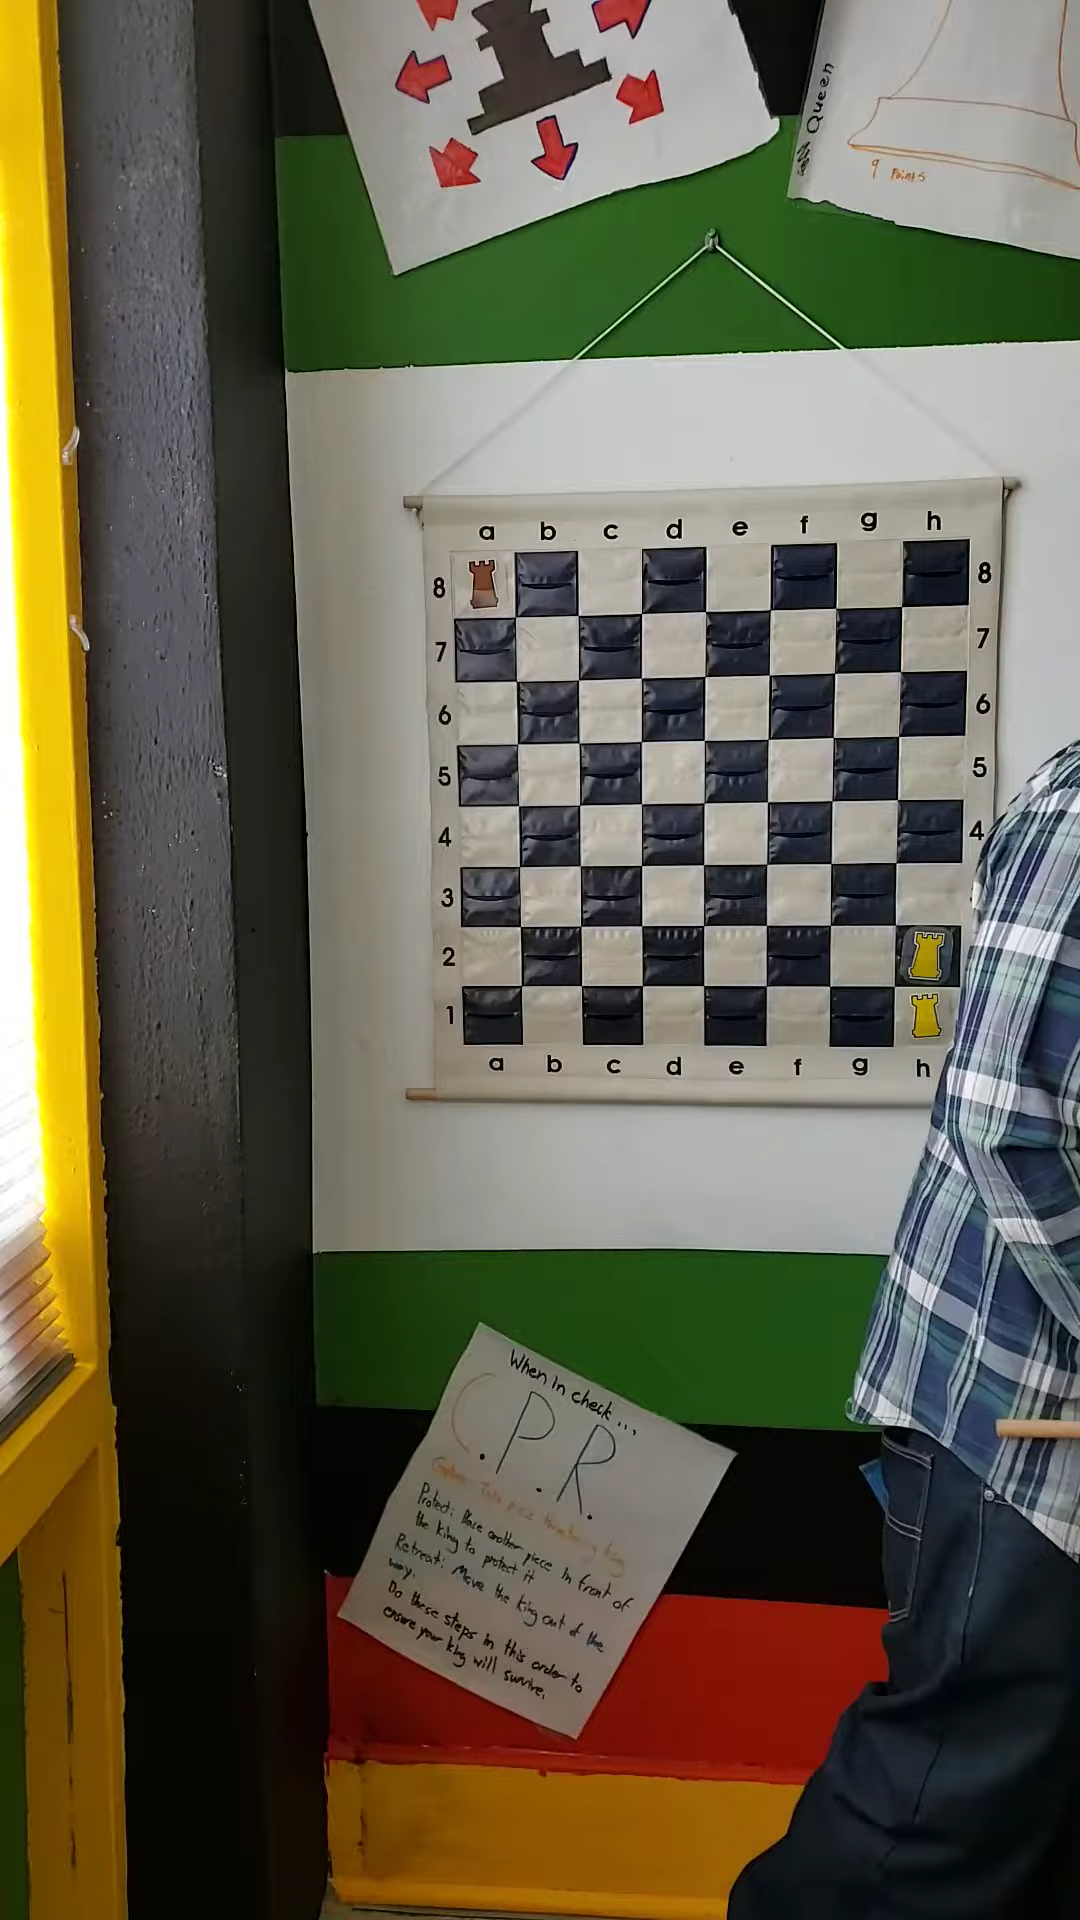 Queen
9 Points
a b c d e f g h
8 8
7 7
6 6
5 5
4 4
3
2
1
a b c d e f g h
When in check...
C.P.R.
Protect: Place another piece in front of
the king to protect it
Retreat: Move the king out of the
way.
Do these steps in this order to
ensure your king will survive.